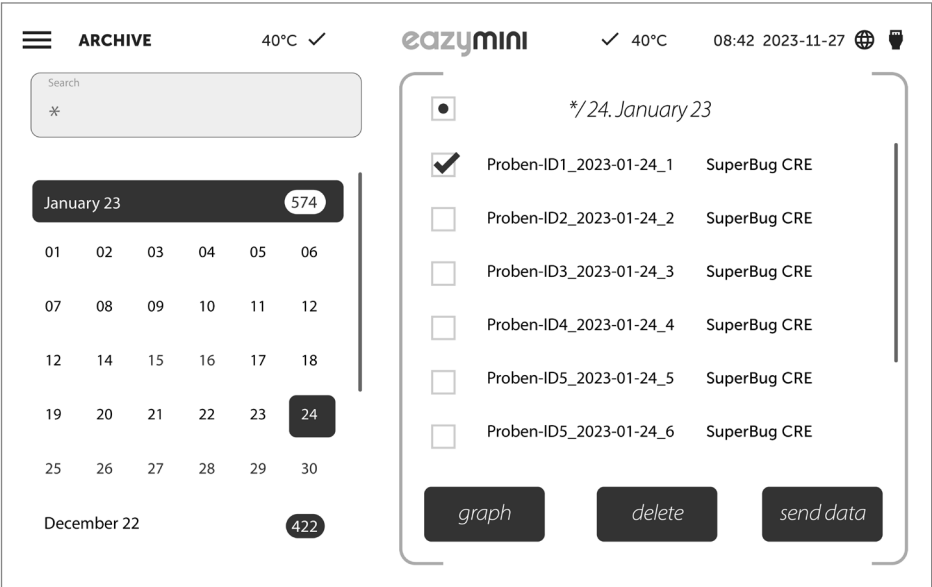 ARCHIVE 40°C
eazymini 40°C 08:42 2023-11-27
Search
*
January 23 574
01 02 03 04 05 06
07 08 09 10 11 12
12 14 15 16 17 18
19 20 21 22 23 24
25 26 27 28 29 30
December 22 422
*/ 24. January 23
Proben-ID1_2023-01-24_1 SuperBug CRE
Proben-ID2_2023-01-24_2 SuperBug CRE
Proben-ID3_2023-01-24_3 SuperBug CRE
Proben-ID4_2023-01-24_4 SuperBug CRE
Proben-ID5_2023-01-24_5 SuperBug CRE
Proben-ID5_2023-01-24_6 SuperBug CRE
graph delete send data